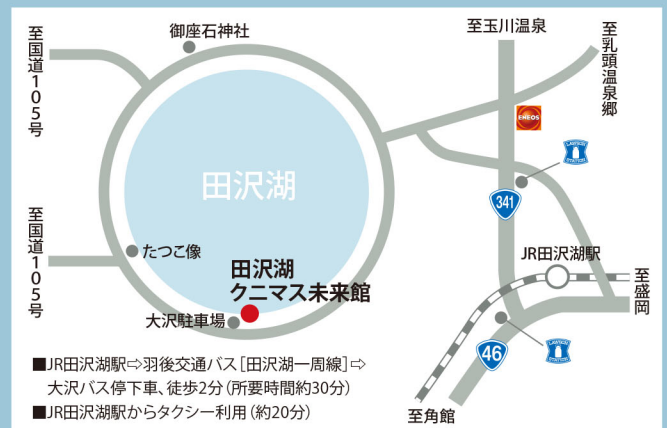 至国道105号
御座石神社
至玉川温泉
至乳頭温泉郷
ENEOS
LAWSON
STATION
田沢湖
341
至国道105号
たつこ像
田沢湖
クニマス未来館
大沢駐車場
JR田沢湖駅
至盛岡
46
LAWSON
STATION
至角館
■JR田沢湖駅⇨羽後交通バス[田沢湖一周線]⇨
大沢バス停下車、徒歩2分(所要時間約30分)
■JR田沢湖駅からタクシー利用(約20分)